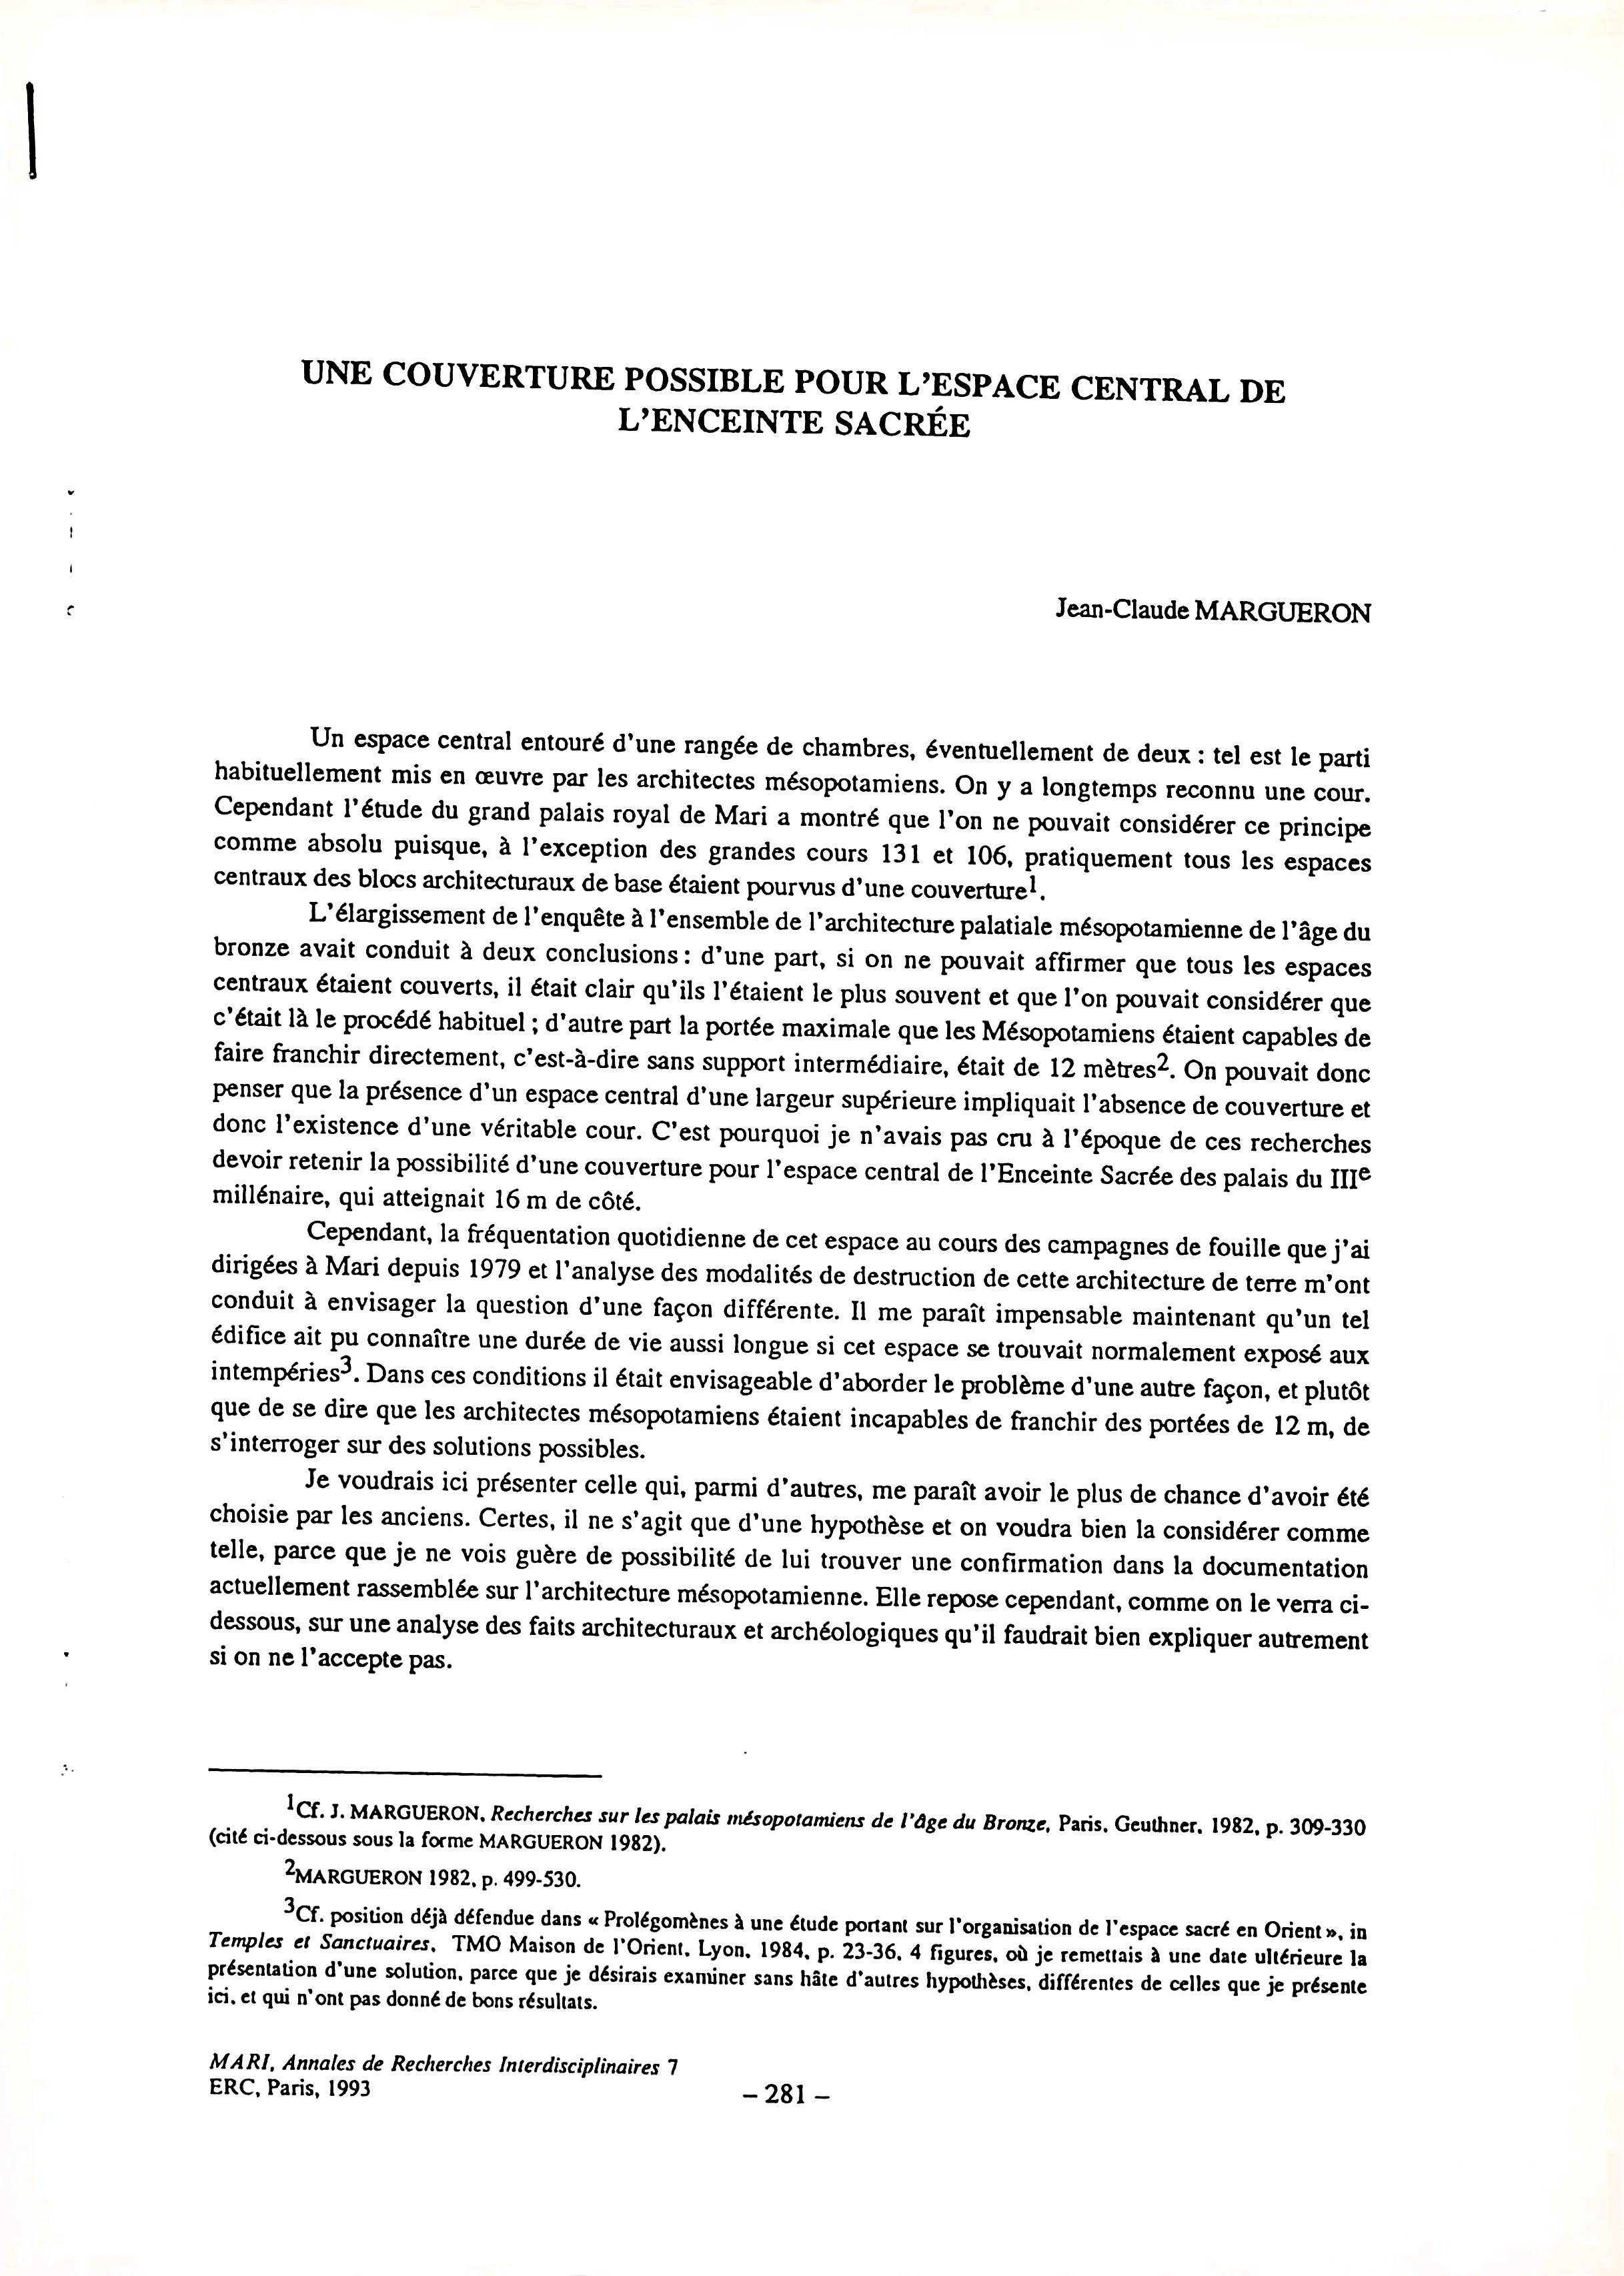 UNE COUVERTURE POSSIBLE POUR L'ESPACE CENTRAL DE
L'ENCEINTE SACRÉE
Jean-Claude MARGUERON
Un espace central entouré d'une rangée de chambres, éventuellement de deux : tel est le parti
habituellement mis en œuvre par les architectes mésopotamiens. On y a longtemps reconnu une cour.
Cependant l'étude du grand palais royal de Mari a montré que l'on ne pouvait considérer ce principe
comme absolu puisque, à l'exception des grandes cours 131 et 106, pratiquement tous les espaces
centraux des blocs architecturaux de base étaient pourvus d'une couverture1.
L'élargissement de l'enquête à l'ensemble de l'architecture palatiale mésopotamienne de l'âge du
bronze avait conduit à deux conclusions : d'une part, si on ne pouvait affirmer que tous les espaces
centraux étaient couverts, il était clair qu'ils l'étaient le plus souvent et que l'on pouvait considérer que
c'était là le procédé habituel ; d'autre part la portée maximale que les Mésopotamiens étaient capables de
faire franchir directement, c'est-à-dire sans support intermédiaire, était de 12 mètres2. On pouvait donc
penser que la présence d'un espace central d'une largeur supérieure impliquait l'absence de couverture et
donc l'existence d'une véritable cour. C'est pourquoi je n'avais pas cru à l'époque de ces recherches
devoir retenir la possibilité d'une couverture pour l'espace central de l'Enceinte Sacrée des palais du IIIe
millénaire, qui atteignait 16 m de côté.
Cependant, la fréquentation quotidienne de cet espace au cours des campagnes de fouille que j'ai
dirigées à Mari depuis 1979 et l'analyse des modalités de destruction de cette architecture de terre m'ont
conduit à envisager la question d'une façon différente. Il me paraît impensable maintenant qu'un tel
édifice ait pu connaître une durée de vie aussi longue si cet espace se trouvait normalement exposé aux
intempéries3. Dans ces conditions il était envisageable d'aborder le problème d'une autre façon, et plutôt
que de se dire que les architectes mésopotamiens étaient incapables de franchir des portées de 12 m, de
s'interroger sur des solutions possibles.
Je voudrais ici présenter celle qui, parmi d'autres, me paraît avoir le plus de chance d'avoir été
choisie par les anciens. Certes, il ne s'agit que d'une hypothèse et on voudra bien la considérer comme
telle, parce que je ne vois guère de possibilité de lui trouver une confirmation dans la documentation
actuellement rassemblée sur l'architecture mésopotamienne. Elle repose cependant, comme on le verra ci-
dessous, sur une analyse des faits architecturaux et archéologiques qu'il faudrait bien expliquer autrement
si on ne l'accepte pas.
1Cf. J. MARGUERON, Recherches sur les palais mésopotamiens de l'Âge du Bronze, Paris, Geuthner, 1982, p. 309-330
(cité ci-dessous sous la forme MARGUERON 1982).
2MARGUERON 1982, p. 499-530.
3Cf. position déjà défendue dans « Prolégomènes à une étude portant sur l'organisation de l'espace sacré en Orient », in
Temples et Sanctuaires, TMO Maison de l'Orient, Lyon, 1984, p. 23-36, 4 figures, où je remettais à une date ultérieure la
présentation d'une solution, parce que je désirais examiner sans hâte d'autres hypothèses, différentes de celles que je présente
ici, et qui n'ont pas donné de bons résultats.
MARI, Annales de Recherches Interdisciplinaires 7
ERC, Paris, 1993
– 281 –